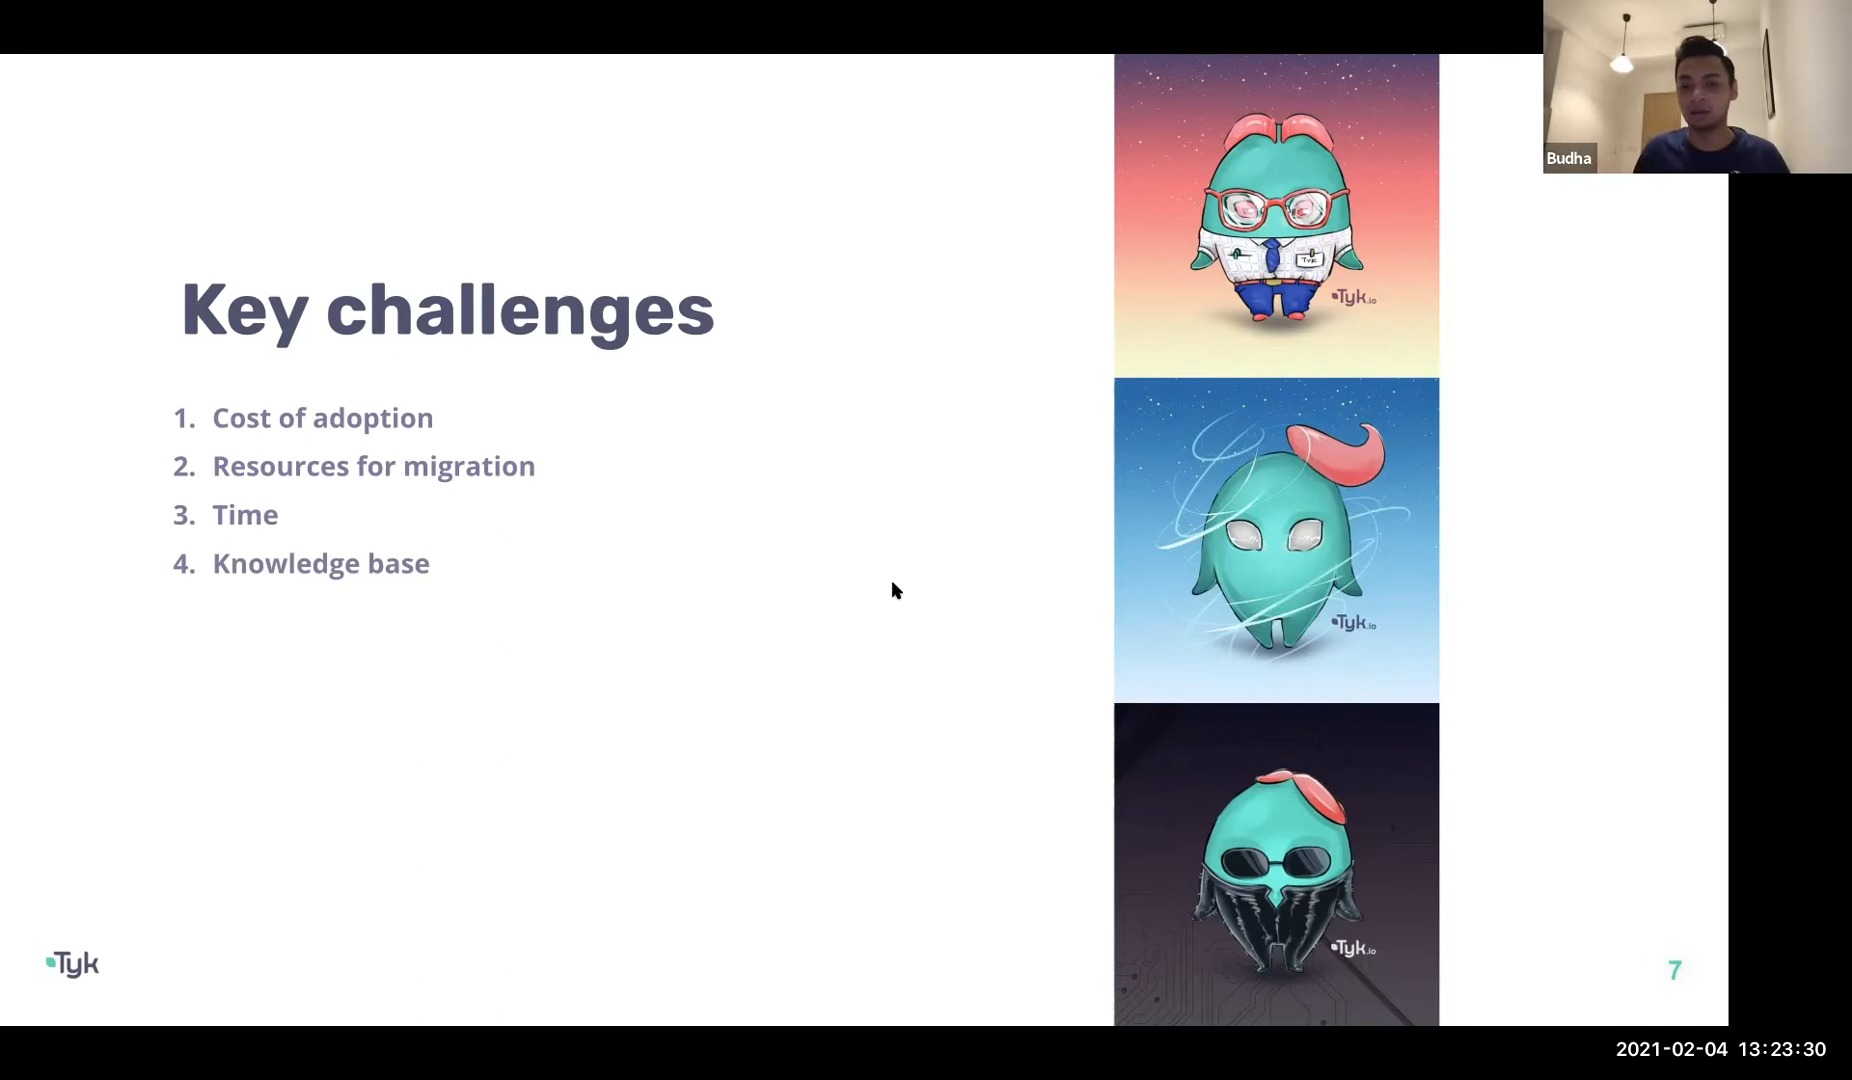 Budha
Key challenges
1. Cost of adoption
2. Resources for migration
3. Time
4. Knowledge base
TYK
Tyk.io
Tyk.io
Tyk.io
Tyk
7
2021-02-04 13:23:30